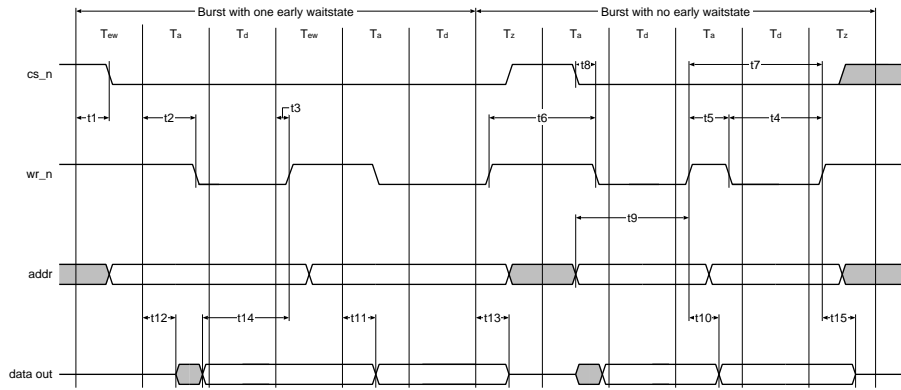 Burst with one early waitstate Burst with no early waitstate
Tew Ta Td Tew Ta Td Tz Ta Td Ta Td Tz
cs_n
t8 t7
t3
t1 t2 t6 t5 t4
wr_n
t9
addr
t12 t14 t11 t13 t10 t15
data out